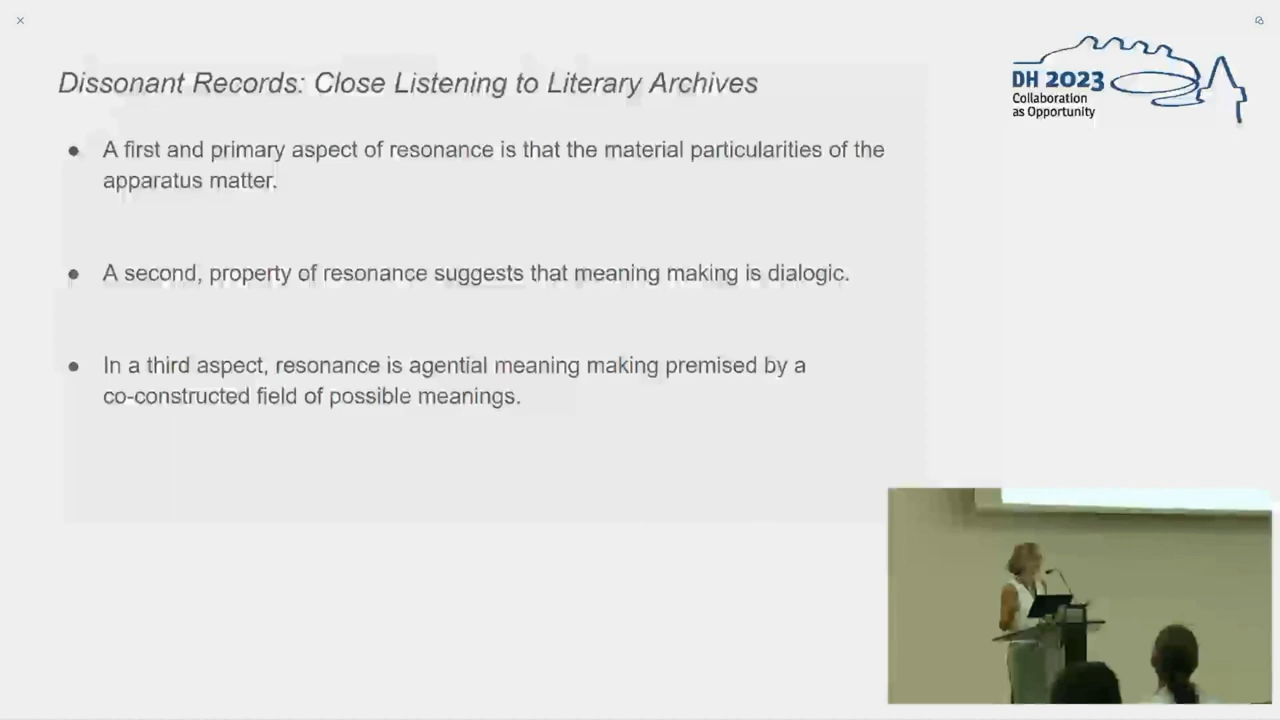 Dissonant Records: Close Listening to Literary Archives
DH 2023
Collaboration
as Opportunity
● A first and primary aspect of resonance is that the material particularities of the
apparatus matter.
● A second, property of resonance suggests that meaning making is dialogic.
● In a third aspect, resonance is agential meaning making premised by a
co-constructed field of possible meanings.